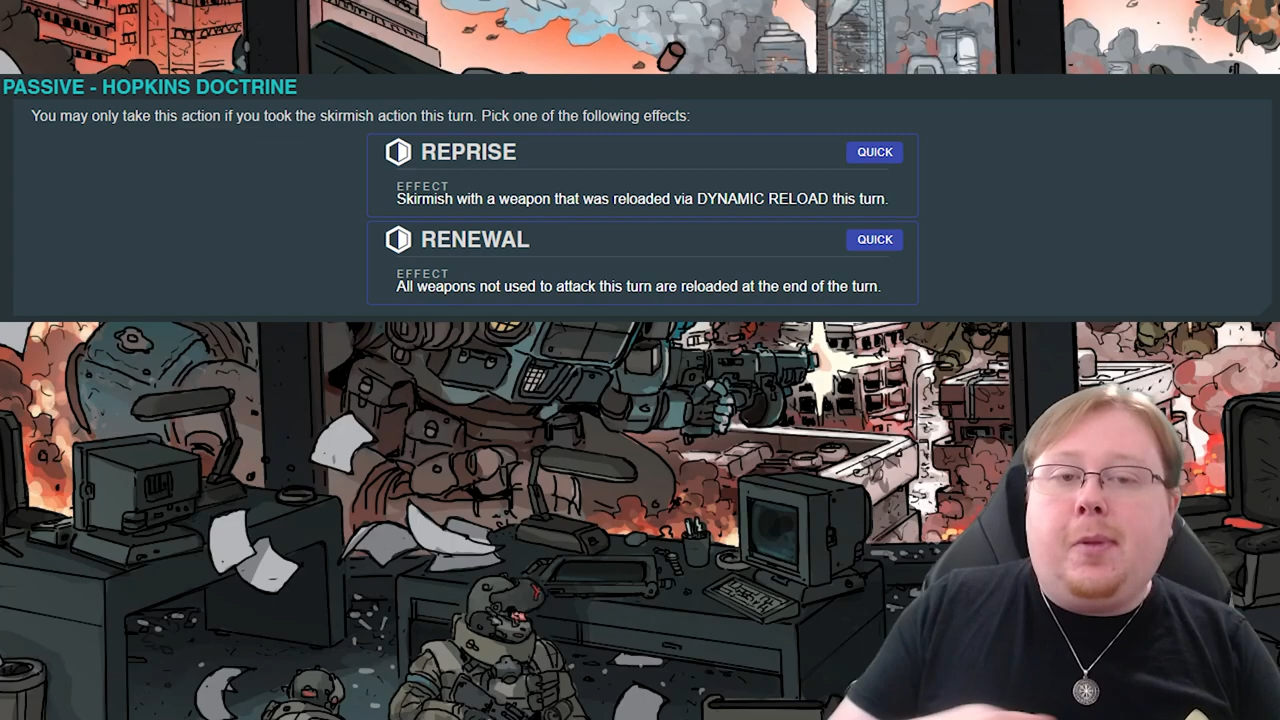 PASSIVE - HOPKINS DOCTRINE
You may only take this action if you took the skirmish action this turn. Pick one of the following effects:
REPRISE
QUICK
EFFECT
Skirmish with a weapon that was reloaded via DYNAMIC RELOAD this turn.
RENEWAL
QUICK
EFFECT
All weapons not used to attack this turn are reloaded at the end of the turn.